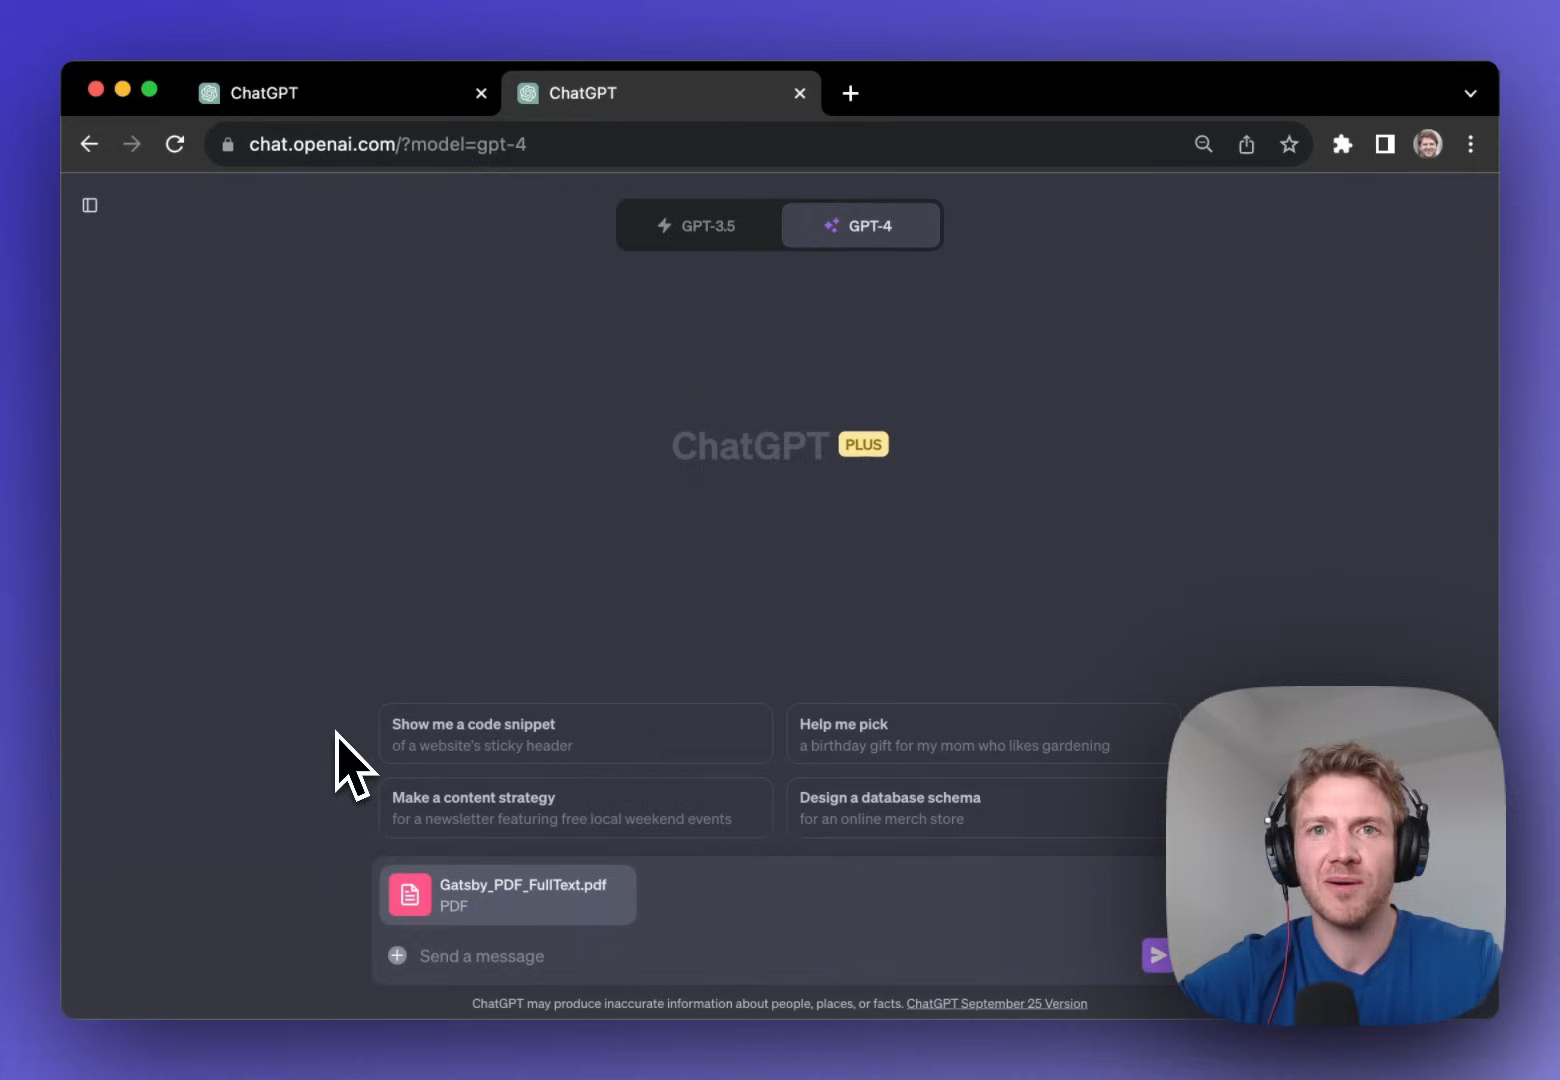 ChatGPT
ChatGPT
chat.openai.com/?model=gpt-4
GPT-3.5
GPT-4
ChatGPT PLUS
Show me a code snippet
of a website's sticky header
Help me pick
a birthday gift for my mom who likes gardening
Make a content strategy
for a newsletter featuring free local weekend events
Design a database schema
for an online merch store
Gatsby_PDF_FullText.pdf
PDF
Send a message
ChatGPT may produce inaccurate information about people, places, or facts. ChatGPT September 25 Version